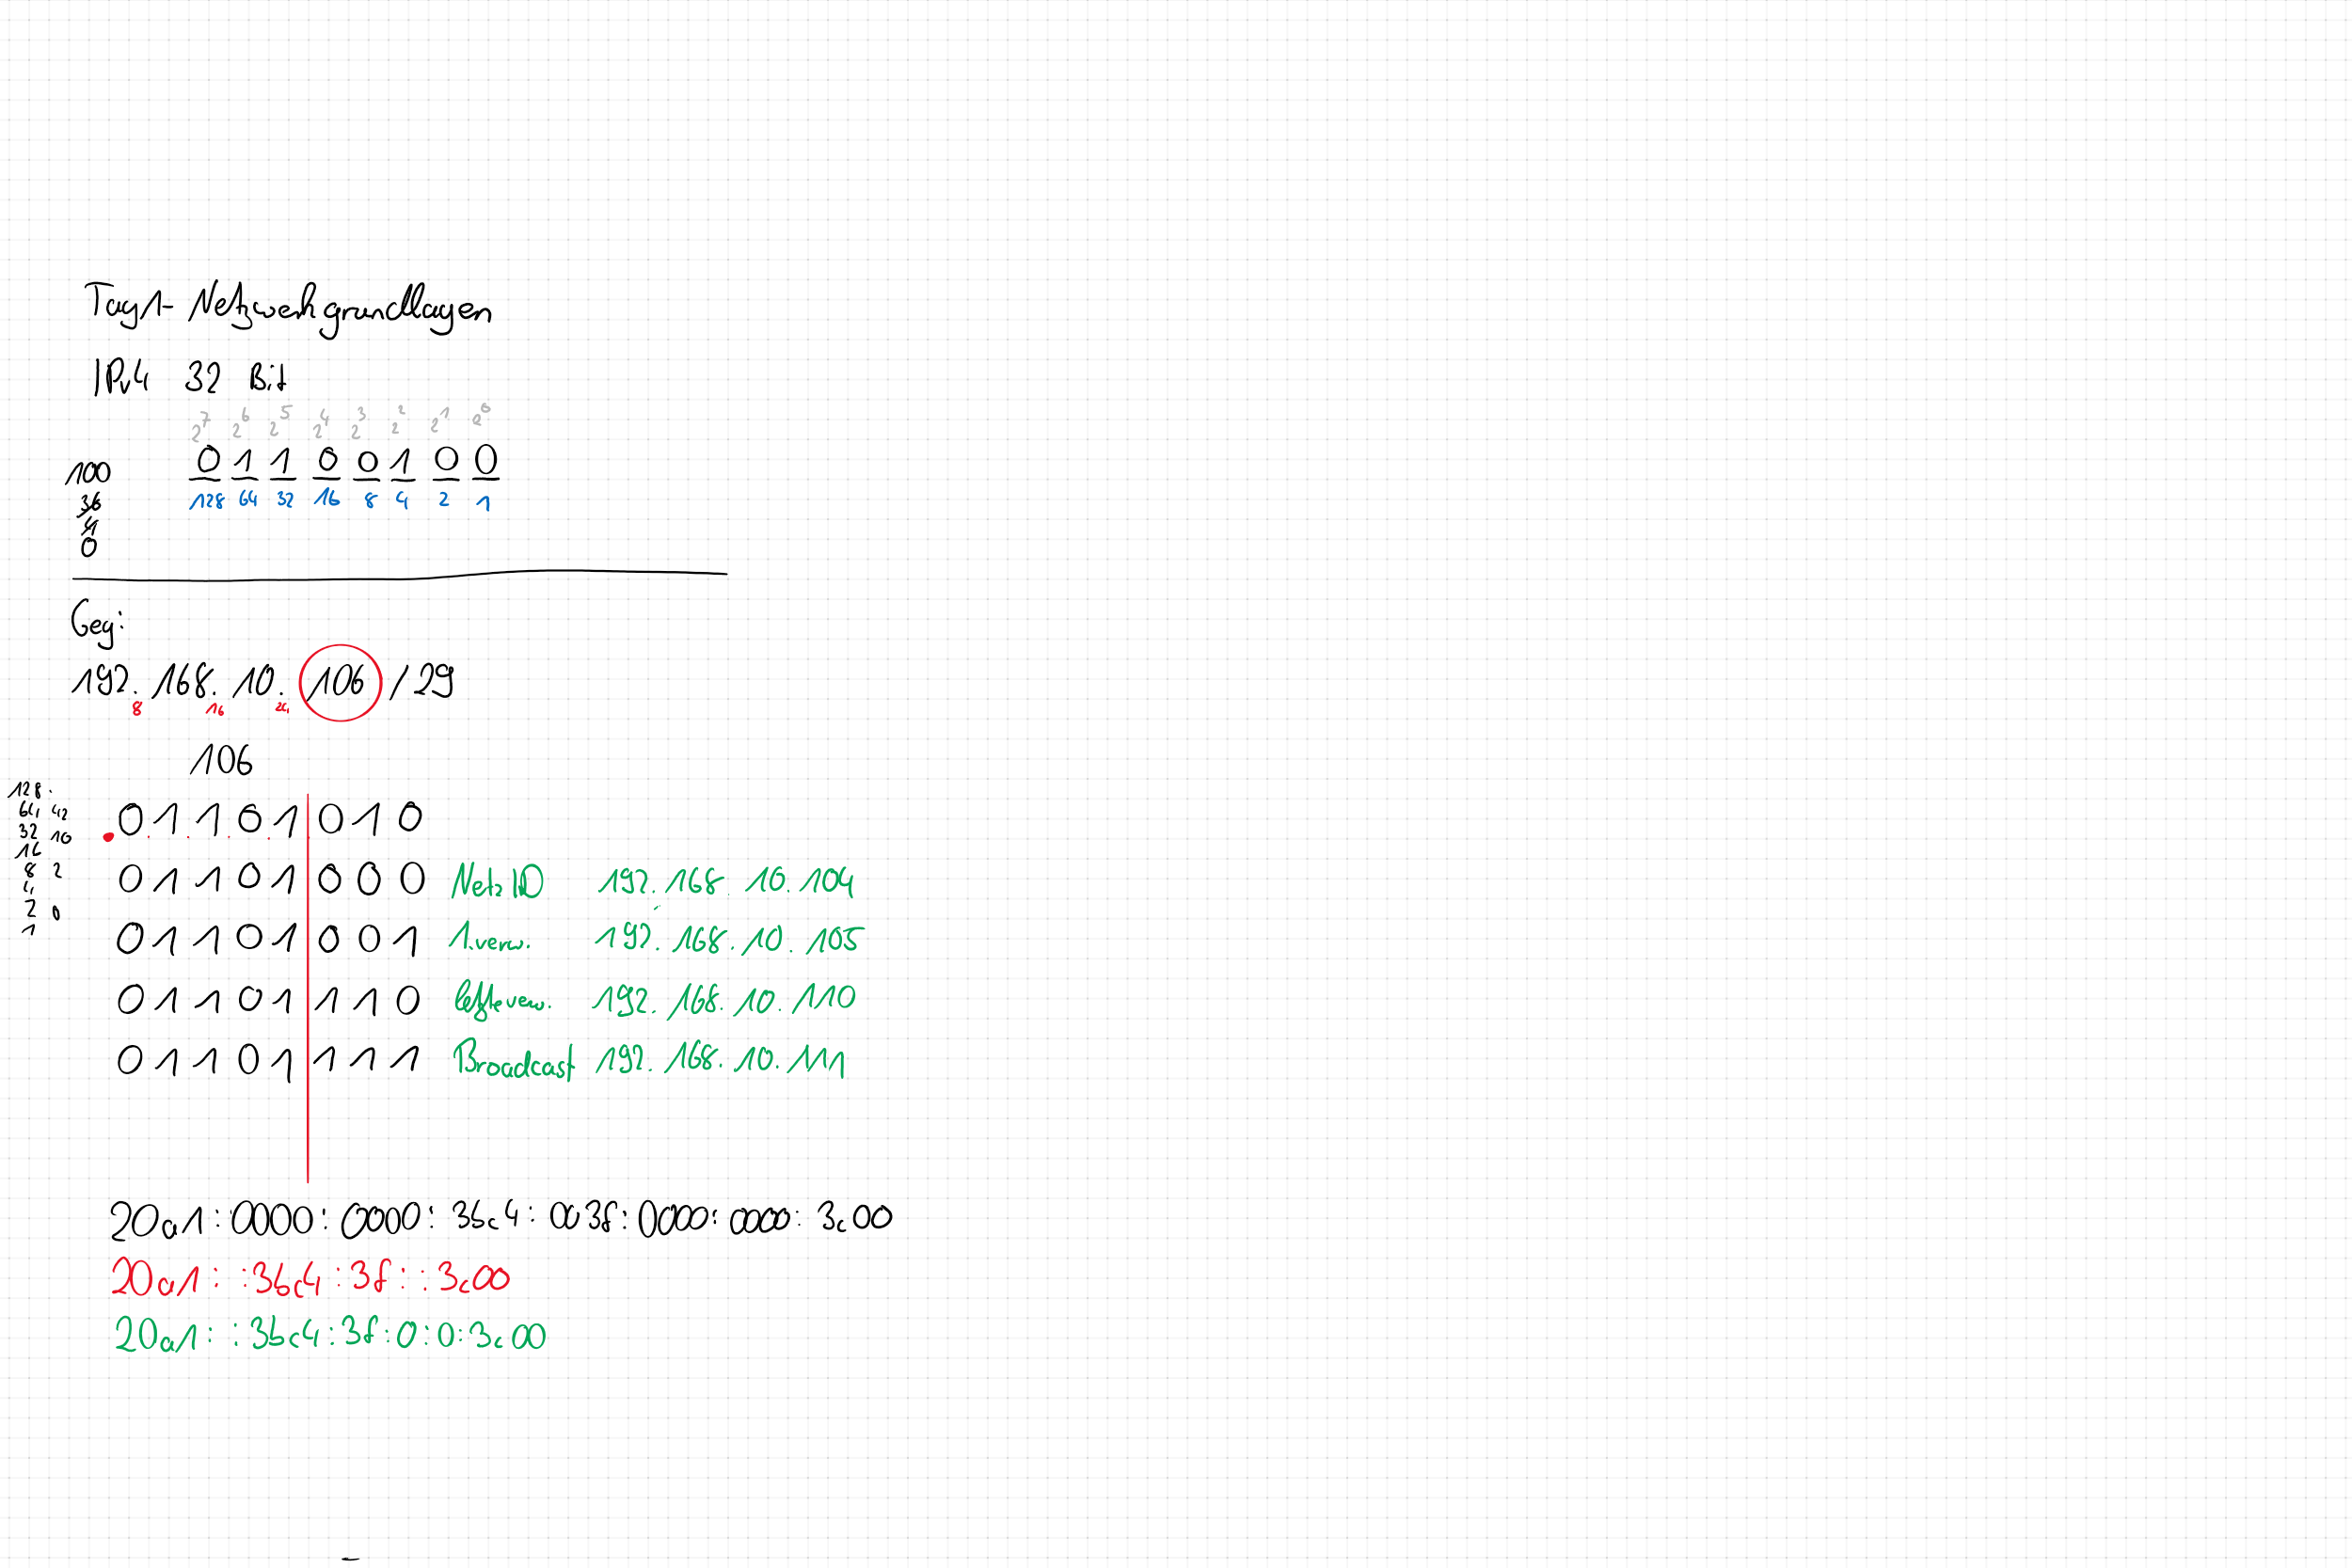 Tag 1 - Netzwerkgrundlagen
IPv4 32 Bit
2^7 2^6 2^5 2^4 2^3 2^2 2^1 2^0
100 0 1 1 0 0 1 0 0
36 128 64 32 16 8 4 2 1
4
0
Geg:
192.168.10.106 /29
8 16 24
106
128
64 42
32 10
16
8 2
4
2 0
1
.0 1 1 0 1 0 1 0
0 1 1 0 1 0 0 0 Netz ID 192.168.10.104
0 1 1 0 1 0 0 1 1.verw. 192.168.10.105
0 1 1 0 1 1 1 0 letzte verw. 192.168.10.110
0 1 1 0 1 1 1 1 Broadcast 192.168.10.111
20a1:0000:0000:3bc4:003f:0000:0000:3c00
20a1::3bc4:3f::3c00
20a1::3bc4:3f:0:0:3c00